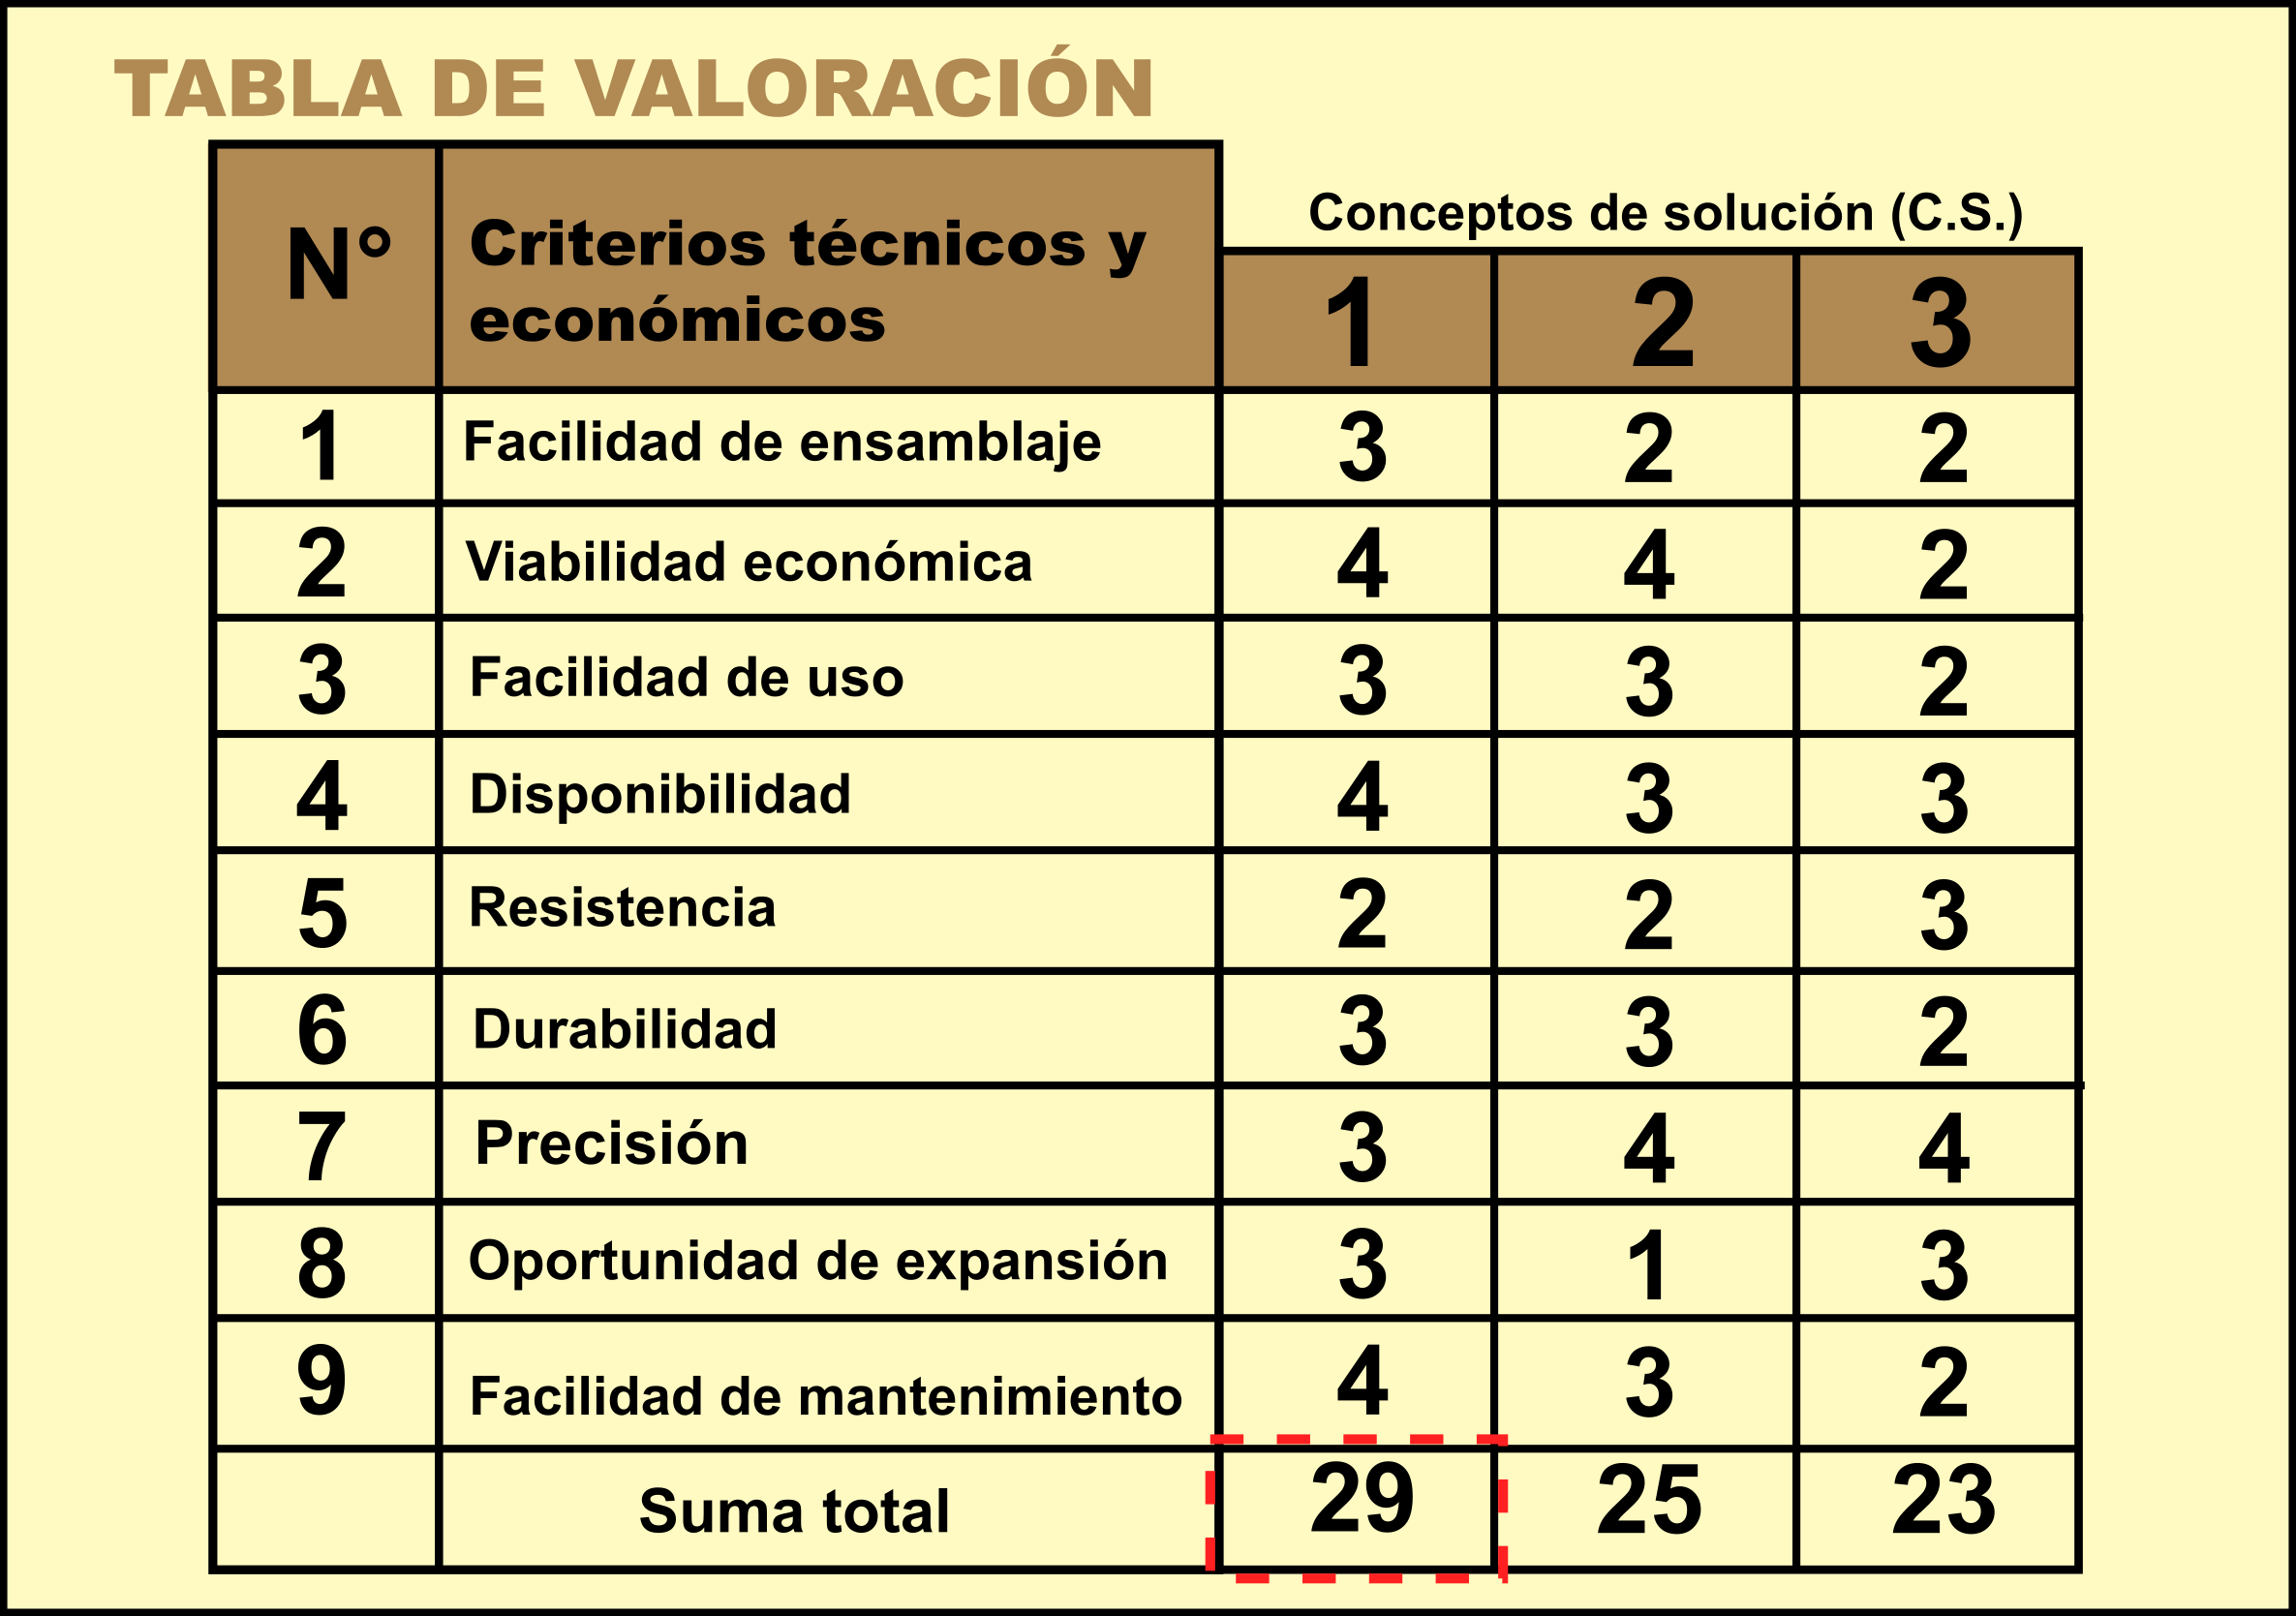 TABLA DE VALORACIÓN
Conceptos de solución (C.S.)
N° Criterios técnicos y
económicos
1 2 3
1 Facilidad de ensamblaje 3 2 2
2 Viabilidad económica 4 4 2
3 Facilidad de uso 3 3 2
4 Disponibilidad 4 3 3
5 Resistencia 2 2 3
6 Durabilidad 3 3 2
7 Precisión 3 4 4
8 Oportunidad de expansión 3 1 3
9 Facilidad de mantenimiento 4 3 2
Suma total 29 25 23